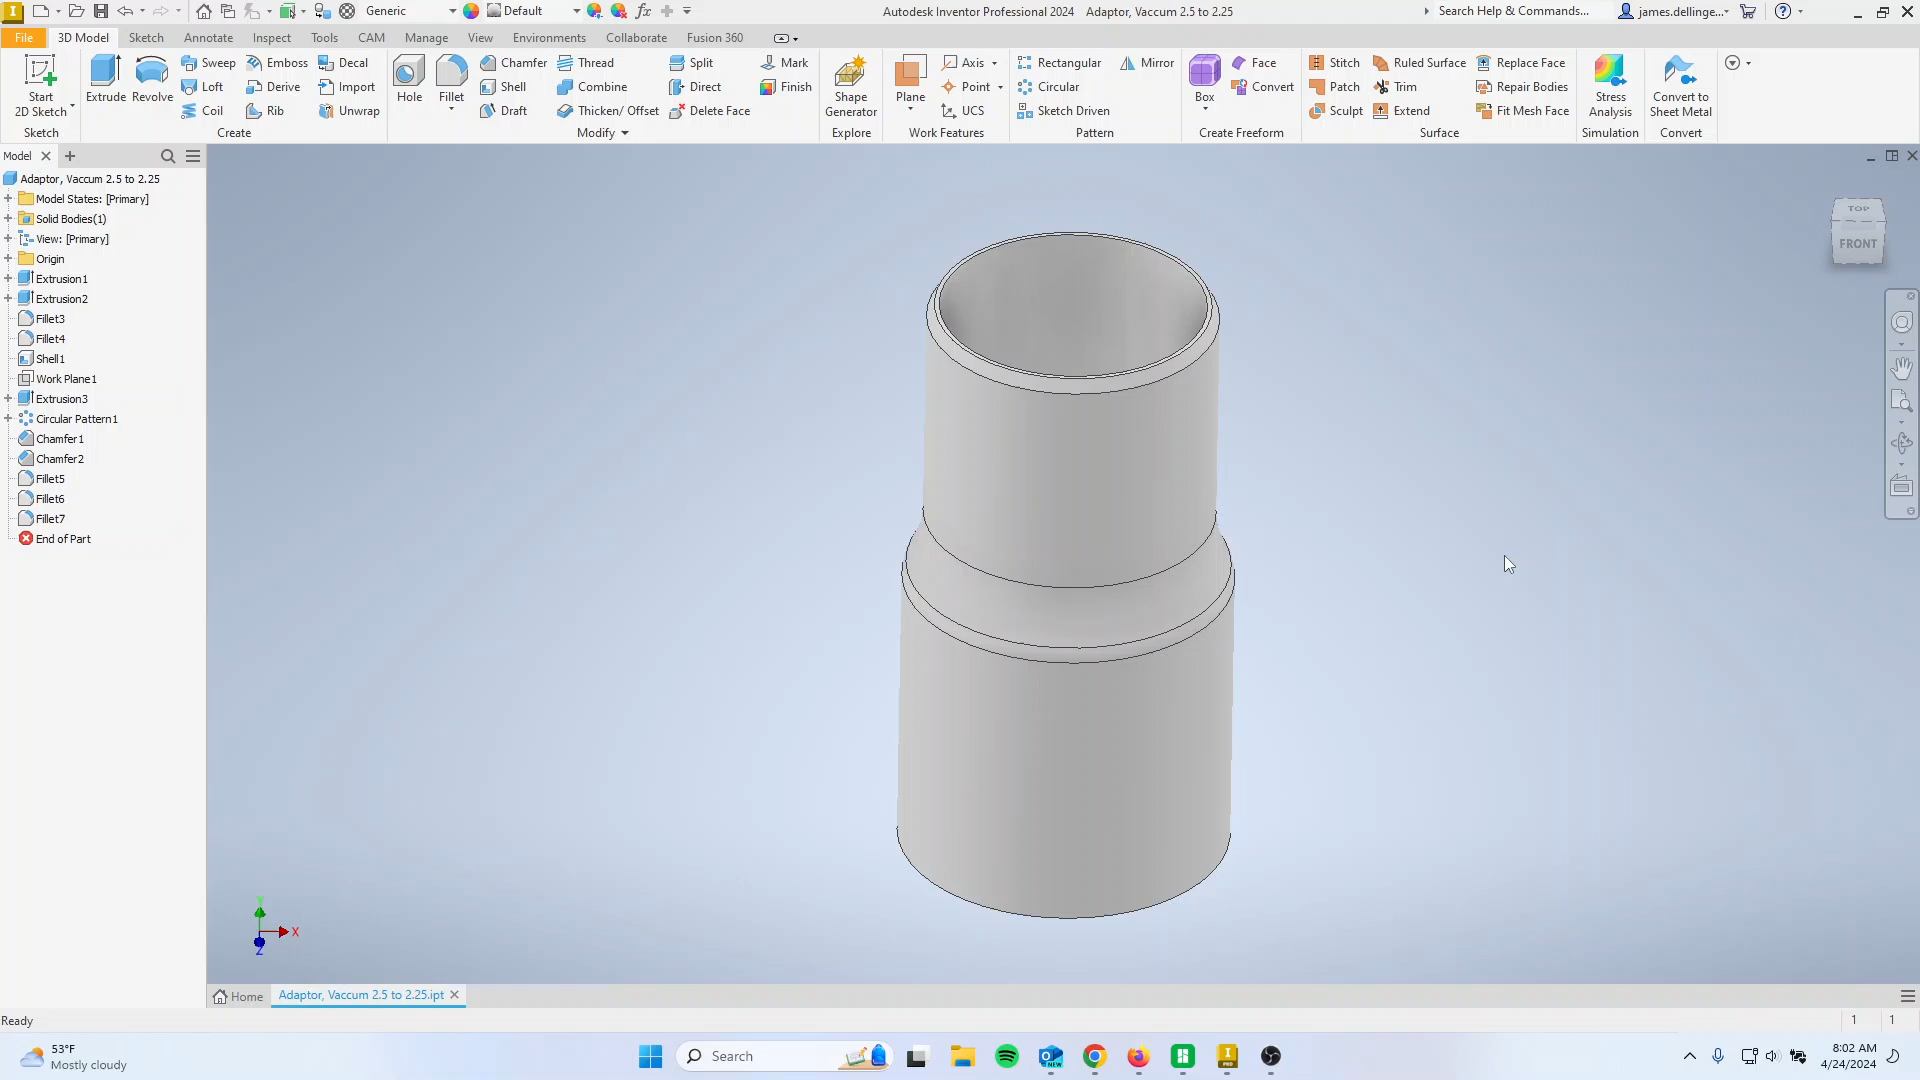 Generic
Default
Autodesk Inventor Professional 2024 Adaptor, Vaccum 2.5 to 2.25
Search Help & Commands...
james.dellinge...
File 3D Model Sketch Annotate Inspect Tools CAM Manage View Environments Collaborate Fusion 360
Start
2D Sketch
Extrude
Revolve
Sweep
Loft
Coil
Emboss
Derive
Rib
Decal
Import
Unwrap
Hole
Fillet
Chamfer
Shell
Draft
Thread
Combine
Thicken/ Offset
Split
Direct
Delete Face
Mark
Finish
Shape
Generator
Plane
Axis
Point
UCS
Rectangular
Circular
Sketch Driven
Mirror
Box
Face
Convert
Stitch
Patch
Sculpt
Ruled Surface
Trim
Extend
Replace Face
Repair Bodies
Fit Mesh Face
Stress
Analysis
Convert to
Sheet Metal
Sketch Create Modify Explore Work Features Pattern Create Freeform Surface Simulation Convert
Model
Adaptor, Vaccum 2.5 to 2.25
Model States: [Primary]
Solid Bodies(1)
View: [Primary]
Origin
Extrusion1
Extrusion2
Fillet3
Fillet4
Shell1
Work Plane1
Extrusion3
Circular Pattern1
Chamfer1
Chamfer2
Fillet5
Fillet6
Fillet7
End of Part
TOP
FRONT
Y
X
Z
Home
Adaptor, Vaccum 2.5 to 2.25.ipt
Ready
1 1
53°F
Mostly cloudy
Search
8:02 AM
4/24/2024